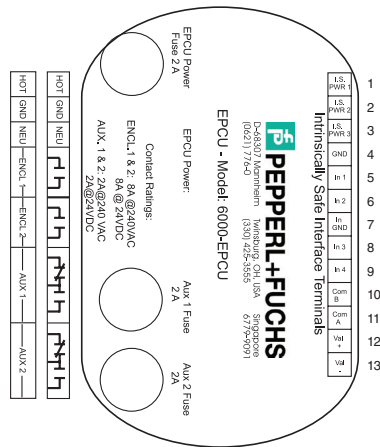 EPCU Power
Fuse 2 A
EPCU Power:
Contact Ratings:
ENCL.1 & 2: 8A @240VAC
8A @ 24VDC
AUX. 1 & 2: 2A@240 VAC
2A@24VDC
Aux 1 Fuse
2 A
Aux 2 Fuse
2A
EPCU - Model: 6000-EPCU
PEPPERL+FUCHS
D-68307 Mannheim
(0621) 776-0
Twinsburg, OH, USA
(330) 425-3555
Singapore
6779-9091
Intrinsically Safe Interface Terminals
I.S. PWR 1
1
I.S. PWR 2
2
I.S. PWR 3
3
GND
4
In 1
5
In 2
6
In GND
7
In 3
8
In 4
9
Com B
10
Com A
11
Val +
12
Val -
13
HOT
GND
NEU
HOT
GND
NEU
ENCL 1
ENCL 2
AUX 1
AUX 2